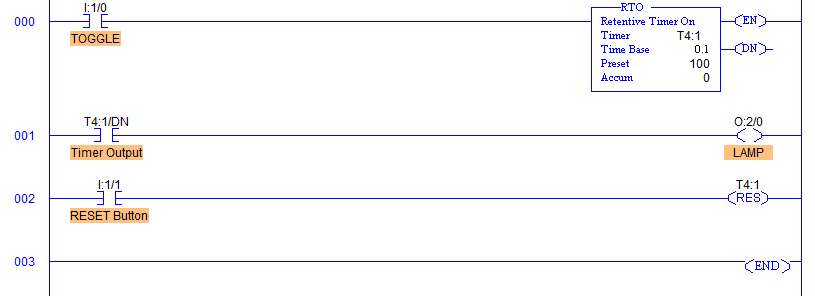 I:1/0
RTO
000
EN
Retentive Timer On
TOGGLE
Timer T4:1
Time Base 0.1
DN
Preset 100
Accum 0
T4:1/DN O:2/0
001
Timer Output LAMP
I:1/1 T4:1
002 RES
RESET Button
003
END